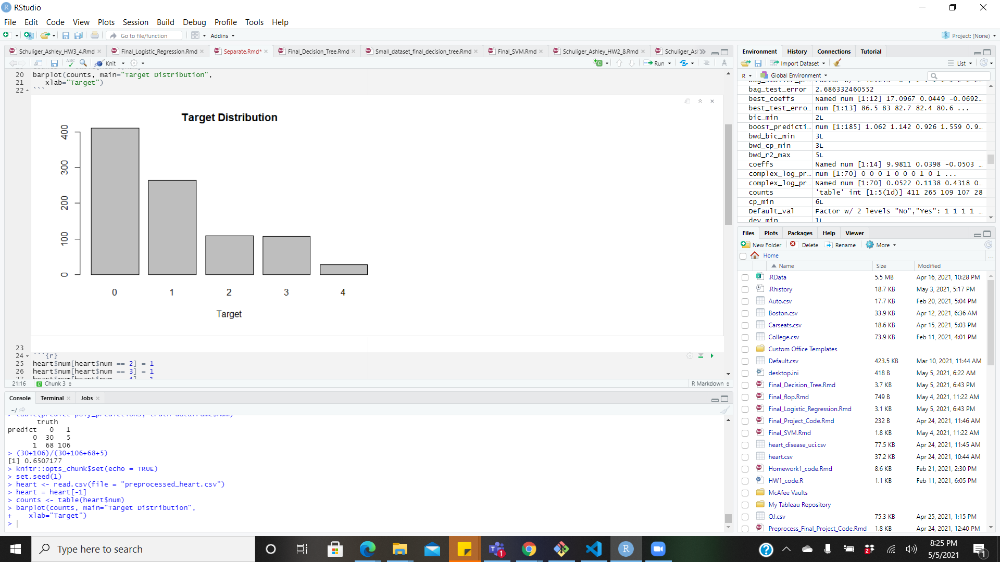 RStudio
File Edit Code View Plots Session Build Debug Profile Tools Help
Go to file/function Addins Project: (None)
Schuliger_Ashley_HW3_4.Rmd Final_Logistic_Regression.Rmd Separate.Rmd* Final_Decision_Tree.Rmd Small_dataset_final_decision_tree.Rmd Final_SVM.Rmd Schuliger_Ashley_HW2_8.Rmd Schuliger_As
ABC Knit Run
20 barplot(counts, main="Target Distribution",
21 xlab="Target")
22 ```
Target Distribution
400
300
200
100
0
0 1 2 3 4
Target
23
24 ```{r}
25 heart$num[heart$num == 2] = 1
26 heart$num[heart$num == 3] = 1
21:16 Chunk 3 R Markdown
Console Terminal Jobs
~/
truth
predict 0 1
0 30 5
1 68 106
> (30+106)/(30+106+68+5)
[1] 0.6507177
> knitr::opts_chunk$set(echo = TRUE)
> set.seed(1)
> heart <- read.csv(file = "preprocessed_heart.csv")
> heart = heart[-1]
> counts <- table(heart$num)
> barplot(counts, main="Target Distribution",
+ xlab="Target")
>
Environment History Connections Tutorial
Import Dataset List
R Global Environment
bag_test_error 2.686332460552
best_coeffs Named num [1:12] 17.0967 0.0449 -0.0692…
best_test_erro… num [1:13] 86.5 83 82.7 82.4 80.6 ...
bic_min 2L
boosT_predicti… num [1:185] 1.062 1.142 0.926 1.559 0.9…
bwd_bic_min 3L
bwd_cp_min 3L
bwd_r2_max 5L
coeffs Named num [1:14] 9.9811 0.0398 -0.0503 …
complex_log_pr… num [1:70] 0 0 0 1 0 0 0 1 0 1 ...
complex_log_pr… Named num [1:70] 0.0522 0.1138 0.4318 0…
counts 'table' int [1:5(1d)] 411 265 109 107 28
cp_min 6L
Default_val Factor w/ 2 levels "No","Yes": 1 1 1 1 …
dev_min 1L
Files Plots Packages Help Viewer
New Folder Delete Rename More
Home ...
Name Size Modified
.RData 5.5 MB Apr 16, 2021, 10:28 PM
.Rhistory 18.7 KB May 3, 2021, 5:17 PM
Auto.csv 17.7 KB Feb 20, 2021, 5:04 PM
Boston.csv 33.9 KB Apr 12, 2021, 6:36 AM
Carseats.csv 18.6 KB Apr 15, 2021, 5:03 PM
College.csv 73.9 KB Feb 11, 2021, 4:01 PM
Custom Office Templates
Default.csv 423.5 KB Mar 10, 2021, 11:44 AM
desktop.ini 418 B May 5, 2021, 6:22 AM
Final_Decision_Tree.Rmd 3.7 KB May 5, 2021, 6:43 PM
Final_flop.Rmd 749 B May 4, 2021, 11:22 AM
Final_Logistic_Regression.Rmd 3.1 KB May 5, 2021, 6:43 PM
Final_Project_Code.Rmd 232 B Apr 24, 2021, 11:46 AM
Final_SVM.Rmd 1.8 KB May 4, 2021, 11:22 AM
heart_disease_uci.csv 77.5 KB Apr 24, 2021, 11:45 AM
heart.csv 37.2 KB Apr 24, 2021, 10:44 AM
Homework1_code.Rmd 8.6 KB Feb 21, 2021, 2:30 PM
HW1_code.R 1.1 KB Feb 11, 2021, 6:05 PM
McAfee Vaults
My Tableau Repository
OJ.csv 75.3 KB Apr 25, 2021, 1:15 PM
Preprocess_Final_Project_Code.Rmd 1.8 KB Apr 24, 2021, 12:40 PM
Type here to search
8:25 PM
5/5/2021